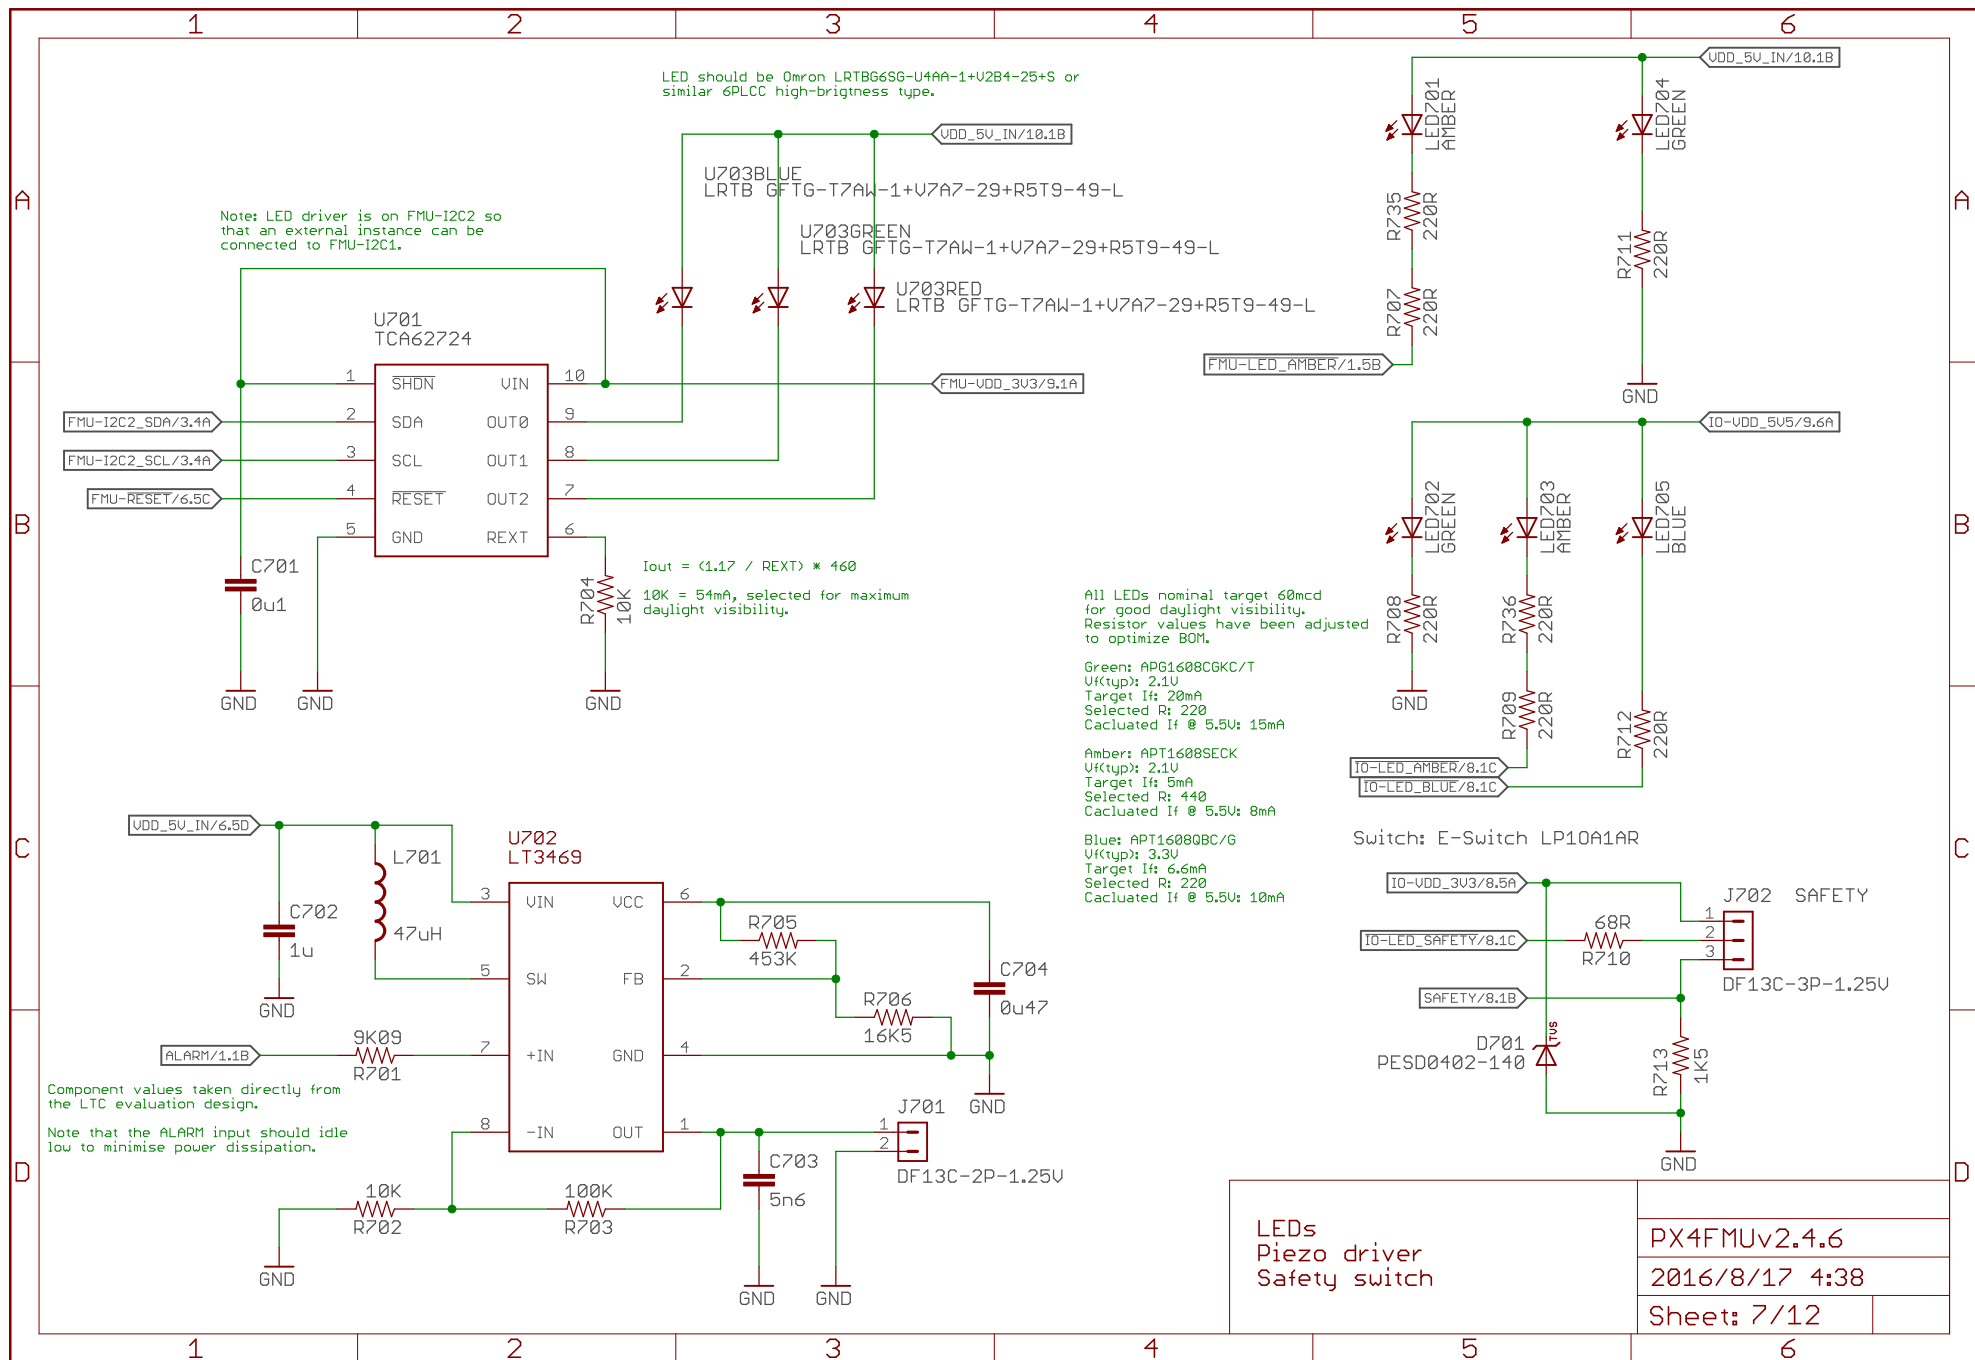 1 2 3 4 5 6
A
B
C
D
A
B
C
D
LED should be Omron LRTBG6SG-U4AA-1+V2B4-25+S or
similar 6PLCC high-brigtness type.
VDD_5V_IN/10.1B
U703BLUE
LRTB GFTG-T7AW-1+V7A7-29+R5T9-49-L
U703GREEN
LRTB GFTG-T7AW-1+V7A7-29+R5T9-49-L
U703RED
LRTB GFTG-T7AW-1+V7A7-29+R5T9-49-L
Note: LED driver is on FMU-I2C2 so
that an external instance can be
connected to FMU-I2C1.
U701
TCA62724
1 SHDN VIN 10
2 SDA OUT0 9
3 SCL OUT1 8
4 RESET OUT2 7
5 GND REXT 6
FMU-VDD_3V3/9.1A
FMU-I2C2_SDA/3.4A
FMU-I2C2_SCL/3.4A
FMU-RESET/6.5C
C701
0u1
R704
10K
GND
GND
GND
Iout = (1.17 / REXT) * 460
10K = 54mA, selected for maximum
daylight visibility.
VDD_5V_IN/10.1B
LED701
AMBER
LED704
GREEN
R735
220R
R707
220R
R711
220R
FMU-LED_AMBER/1.5B
GND
IO-VDD_5V5/9.6A
LED702
GREEN
LED703
AMBER
LED705
BLUE
R708
220R
R736
220R
R709
220R
R712
220R
GND
IO-LED_AMBER/8.1C
IO-LED_BLUE/8.1C
All LEDs nominal target 60mcd
for good daylight visibility.
Resistor values have been adjusted
to optimize BOM.
Green: APG1608CGKC/T
Vf(typ): 2.1V
Target If: 20mA
Selected R: 220
Cacluated If @ 5.5V: 15mA
Amber: APT1608SECK
Vf(typ): 2.1V
Target If: 5mA
Selected R: 440
Cacluated If @ 5.5V: 8mA
Blue: APT1608QBC/G
Vf(typ): 3.3V
Target If: 6.6mA
Selected R: 220
Cacluated If @ 5.5V: 10mA
VDD_5V_IN/6.5D
L701
47uH
C702
1u
GND
U702
LT3469
3 VIN VCC 6
5 SW FB 2
7 +IN GND 4
8 -IN OUT 1
R705
453K
R706
16K5
C704
0u47
GND
ALARM/1.1B
9K09
R701
Component values taken directly from
the LTC evaluation design.
Note that the ALARM input should idle
low to minimise power dissipation.
10K
R702
100K
R703
GND
C703
5n6
GND
GND
J701
1
2
DF13C-2P-1.25V
Switch: E-Switch LP1OA1AR
IO-VDD_3V3/8.5A
IO-LED_SAFETY/8.1C
SAFETY/8.1B
68R
R710
J702 SAFETY
1
2
3
DF13C-3P-1.25V
TVS
D701
PESD0402-140
R713
1K5
GND
LEDs
Piezo driver
Safety switch
PX4FMUv2.4.6
2016/8/17 4:38
Sheet: 7/12
1 2 3 4 5 6